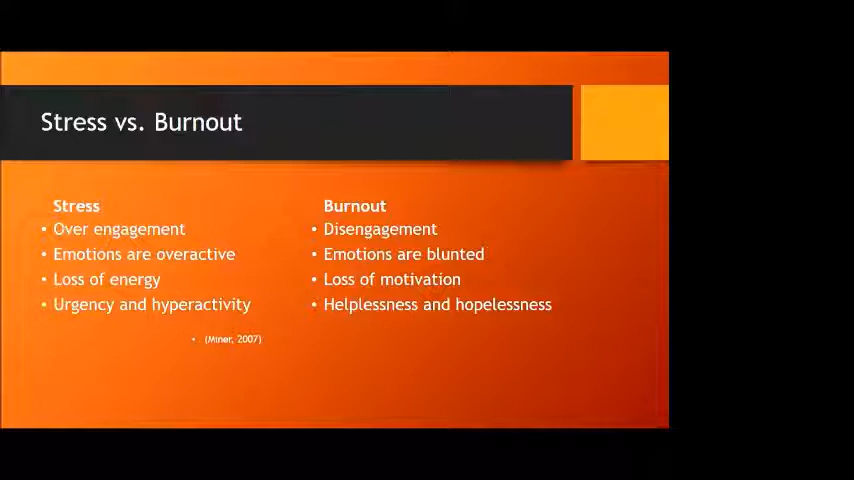 Stress vs. Burnout
Stress
• Over engagement
• Emotions are overactive
• Loss of energy
• Urgency and hyperactivity
• (Miner, 2007)
Burnout
• Disengagement
• Emotions are blunted
• Loss of motivation
• Helplessness and hopelessness